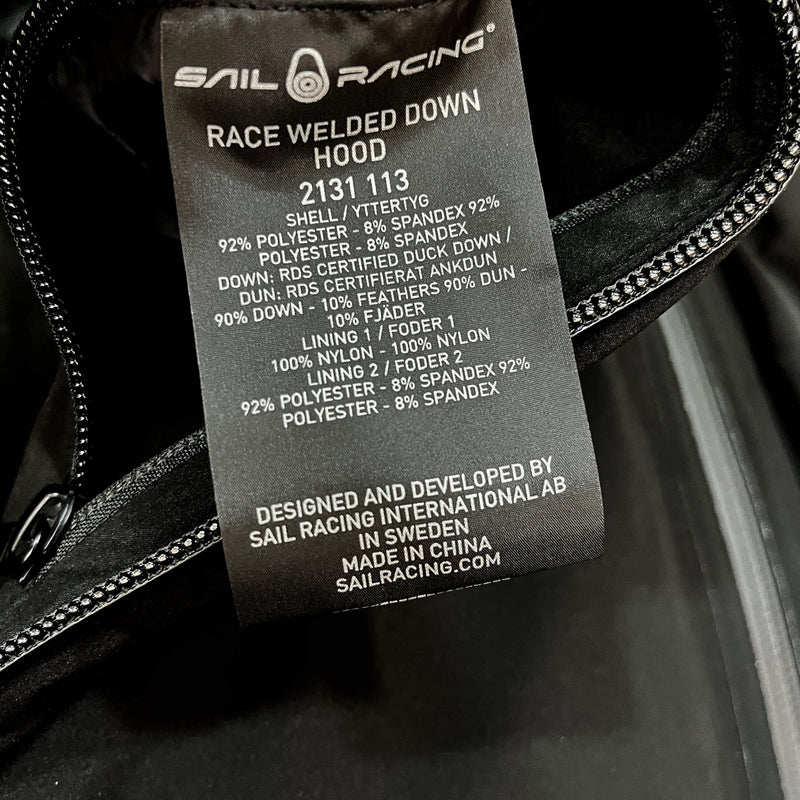 SAIL RACING®
RACE WELDED DOWN
HOOD
2131 113
SHELL / YTTERTYG
92% POLYESTER - 8% SPANDEX 92%
POLYESTER - 8% SPANDEX
DOWN: RDS CERTIFIED DUCK DOWN /
DUN: RDS CERTIFIERAT ANKDUN
90% DOWN - 10% FEATHERS 90% DUN -
10% FJÄDER
LINING 1 / FODER 1
100% NYLON - 100% NYLON
LINING 2 / FODER 2
92% POLYESTER - 8% SPANDEX 92%
POLYESTER - 8% SPANDEX
DESIGNED AND DEVELOPED BY
SAIL RACING INTERNATIONAL AB
IN SWEDEN
MADE IN CHINA
SAILRACING.COM